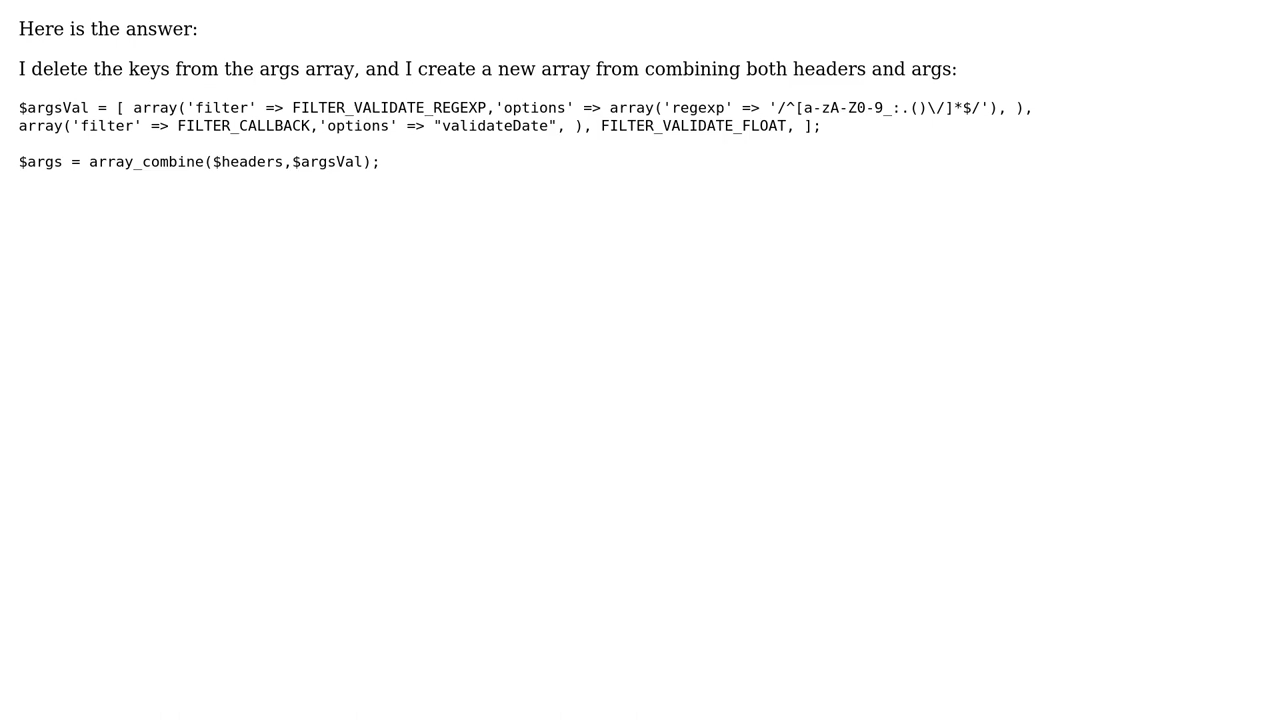 Here is the answer:
I delete the keys from the args array, and I create a new array from combining both headers and args:
$argsVal = [ array('filter' => FILTER_VALIDATE_REGEXP,'options' => array('regexp' => '/^[a-zA-Z0-9_:.()\/]*$/'), ),
array('filter' => FILTER_CALLBACK,'options' => "validateDate", ), FILTER_VALIDATE_FLOAT, ];
$args = array_combine($headers,$argsVal);